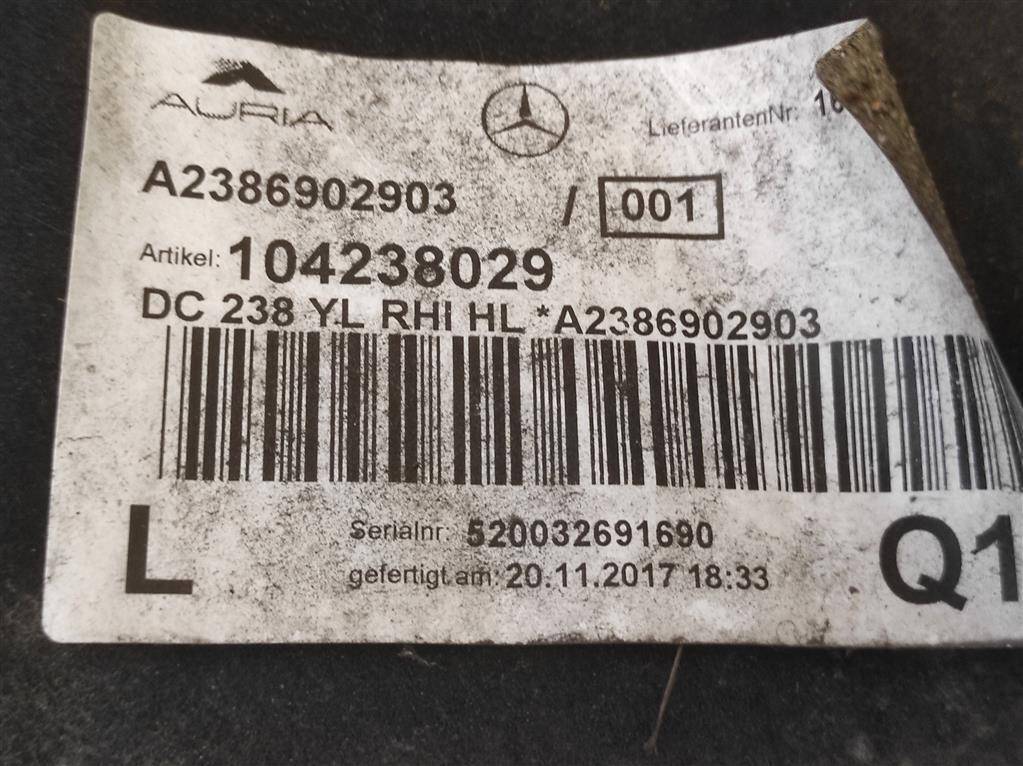 AURIA
LieferantenNr:
A2386902903 / 001
Artikel: 104238029
DC 238 YL RHI HL *A2386902903
L
Serialnr: 520032691690
gefertigt am: 20.11.2017 18:33
Q1